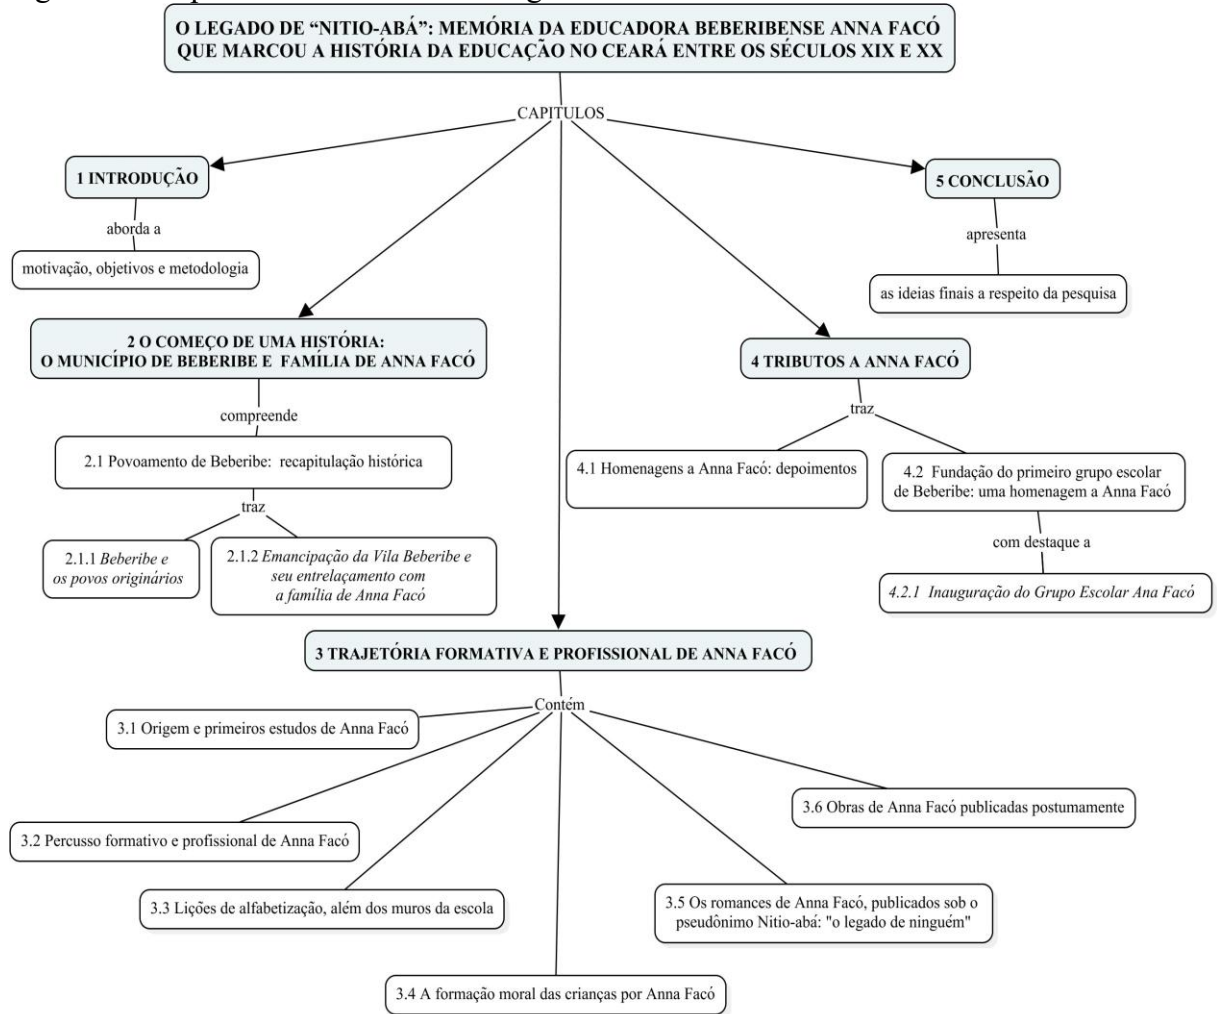 O LEGADO DE “NITIO-ABÁ”: MEMÓRIA DA EDUCADORA BEBERIBENSE ANNA FACÓ
QUE MARCOU A HISTÓRIA DA EDUCAÇÃO NO CEARÁ ENTRE OS SÉCULOS XIX E XX
CAPITULOS
1 INTRODUÇÃO
aborda a
motivação, objetivos e metodologia
2 O COMEÇO DE UMA HISTÓRIA:
O MUNICÍPIO DE BEBERIBE E FAMÍLIA DE ANNA FACÓ
compreende
2.1 Povoamento de Beberibe: recapitulação histórica
traz
2.1.1 Beberibe e
os povos originários
2.1.2 Emancipação da Vila Beberibe e
seu entrelaçamento com
a família de Anna Facó
3 TRAJETÓRIA FORMATIVA E PROFISSIONAL DE ANNA FACÓ
Contém
3.1 Origem e primeiros estudos de Anna Facó
3.2 Percusso formativo e profissional de Anna Facó
3.3 Lições de alfabetização, além dos muros da escola
3.4 A formação moral das crianças por Anna Facó
3.5 Os romances de Anna Facó, publicados sob o
pseudônimo Nitio-abá: "o legado de ninguém"
3.6 Obras de Anna Facó publicadas postumamente
4 TRIBUTOS A ANNA FACÓ
traz
4.1 Homenagens a Anna Facó: depoimentos
4.2 Fundação do primeiro grupo escolar
de Beberibe: uma homenagem a Anna Facó
com destaque a
4.2.1 Inauguração do Grupo Escolar Ana Facó
5 CONCLUSÃO
apresenta
as ideias finais a respeito da pesquisa